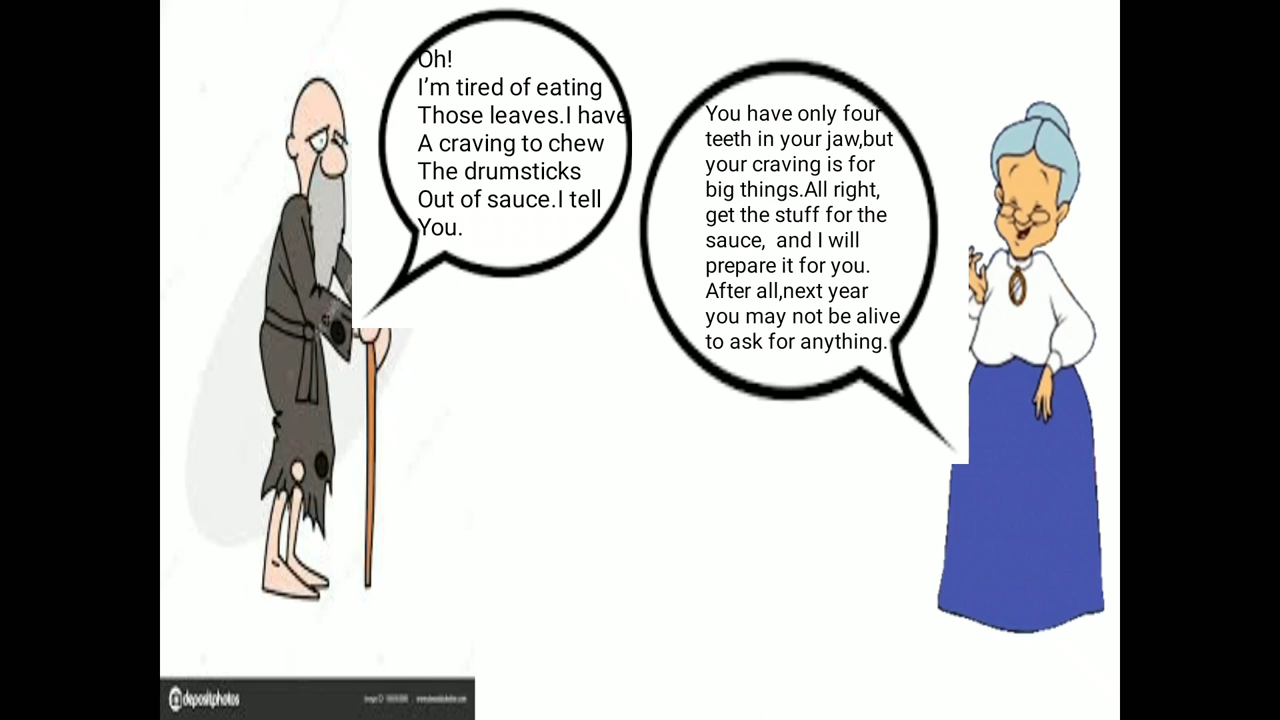 Oh!
I'm tired of eating
Those leaves.I have
A craving to chew
The drumsticks
Out of sauce.I tell
You.
You have only four
teeth in your jaw,but
your craving is for
big things.All right,
get the stuff for the
sauce,  and I will
prepare it for you.
After all,next year
you may not be alive
to ask for anything.
depositphotos